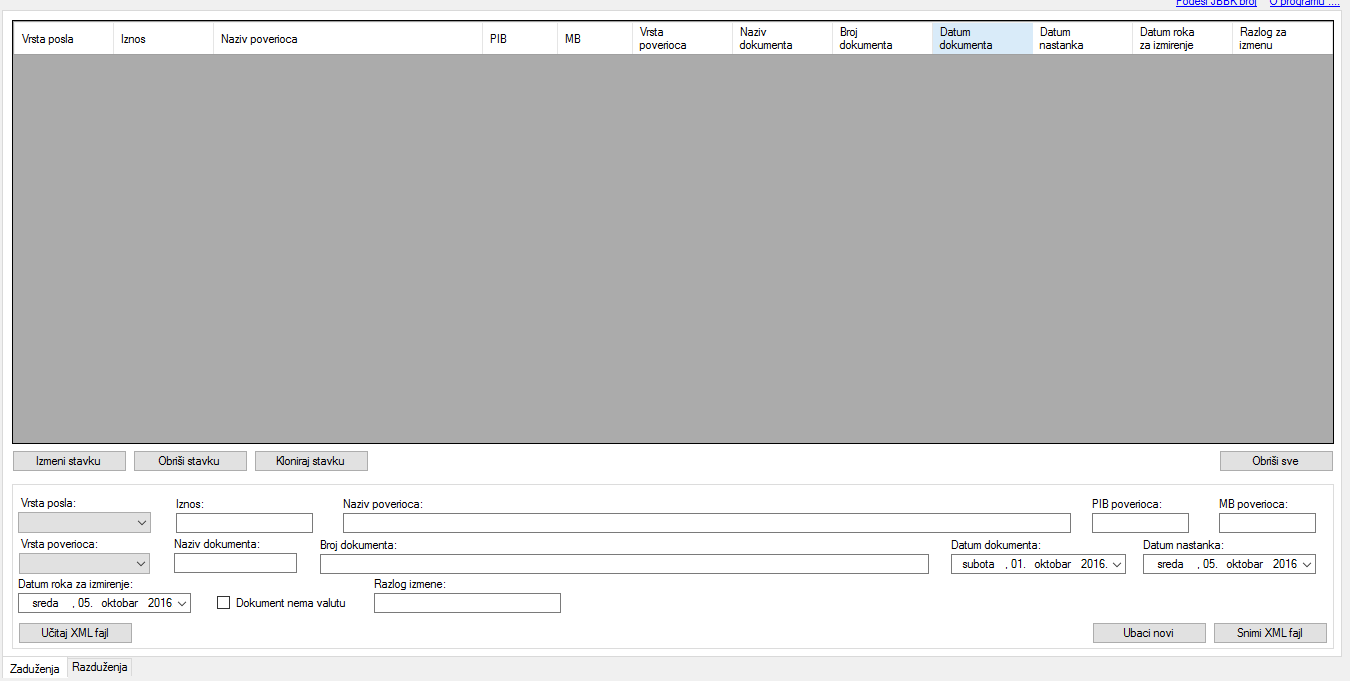 Podesi JBBK broj O programu ....
Vrsta posla Iznos Naziv poverioca PIB MB Vrsta poverioca Naziv dokumenta Broj dokumenta Datum dokumenta Datum nastanka Datum roka za izmirenje Razlog za izmenu
Izmeni stavku Obriši stavku Kloniraj stavku Obriši sve
Vrsta posla: Iznos: Naziv poverioca: PIB poverioca: MB poverioca:
Vrsta poverioca: Naziv dokumenta: Broj dokumenta: Datum dokumenta: Datum nastanka:
subota , 01. oktobar 2016. sreda , 05. oktobar 2016
Datum roka za izmirenje: Razlog izmene:
sreda , 05. oktobar 2016 Dokument nema valutu
Učitaj XML fajl Ubaci novi Snimi XML fajl
Zaduženja Razduženja